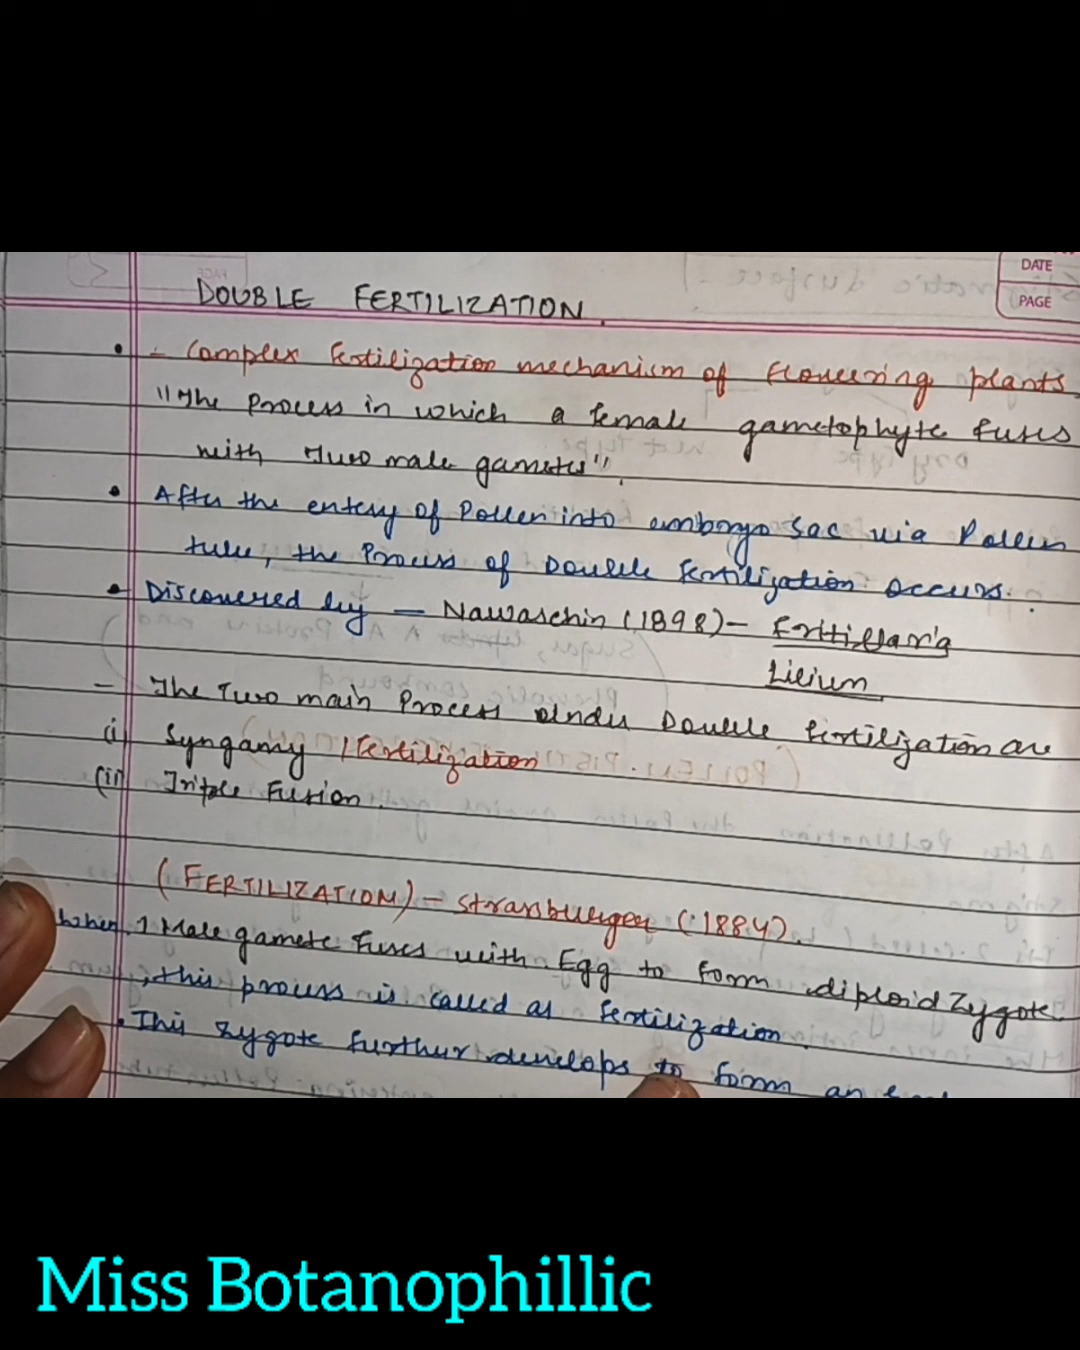 DATE
PAGE
DOUBLE FERTILIZATION.
• - Complex fertilization mechanism of flowering plants.
"The Process in which a female gametophyte fuses
with Two male gametes".
• After the entery of Pollen into embryo sac via Pollen
tube, the Process of Double fertilization occurs.
• Discovered by - Nawaschin (1898) - Fritillaria
Lilium
- The Two main Process under Double fertilization are
(i) Syngamy / Fertilization
(ii) Triple Fusion
(FERTILIZATION) - Strasburger (1884).
When 1 Male gamete fuses with Egg to form diploid Zygote.
, this process is called as fertilization.
• This zygote further develops to form an
Miss Botanophillic